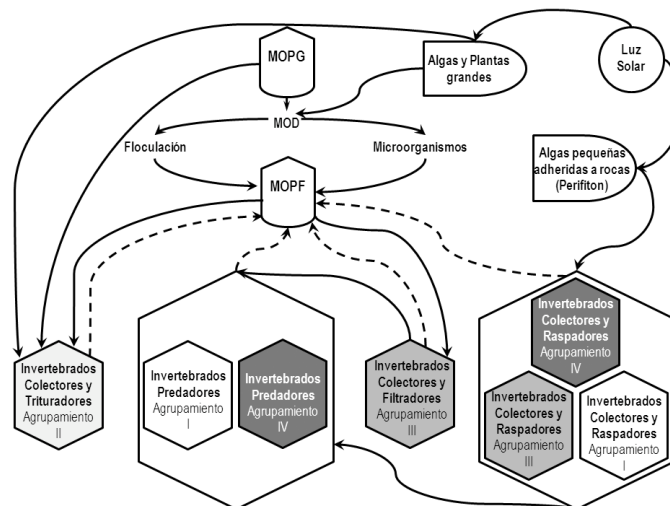 MOPG
Algas y Plantas
grandes
Luz
Solar
MOD
Floculación
Microorganismos
MOPF
Algas pequeñas
adheridas a rocas
(Perifiton)
Invertebrados
Colectores y
Trituradores
Agrupamiento
II
Invertebrados
Predadores
Agrupamiento
I
Invertebrados
Predadores
Agrupamiento
IV
Invertebrados
Colectores y
Filtradores
Agrupamiento
III
Invertebrados
Colectores y
Raspadores
Agrupamiento
IV
Invertebrados
Colectores y
Raspadores
Agrupamiento
III
Invertebrados
Colectores y
Raspadores
Agrupamiento
I